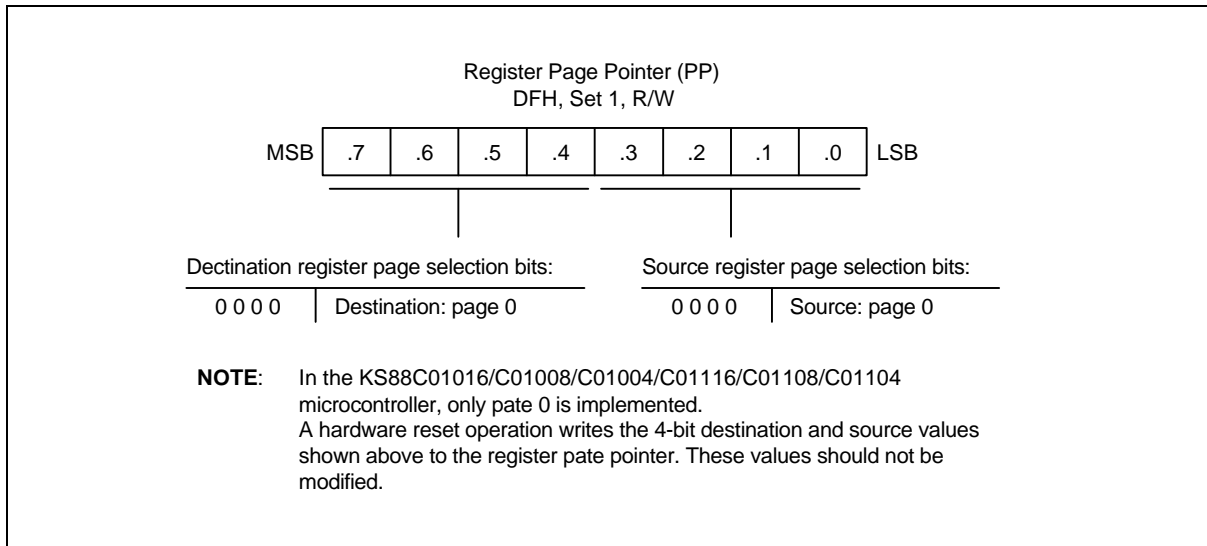 Register Page Pointer (PP)
DFH, Set 1, R/W
MSB .7 .6 .5 .4 .3 .2 .1 .0 LSB
Dectination register page selection bits: Source register page selection bits:
0 0 0 0 Destination: page 0 0 0 0 0 Source: page 0
NOTE: In the KS88C01016/C01008/C01004/C01116/C01108/C01104
microcontroller, only pate 0 is implemented.
A hardware reset operation writes the 4-bit destination and source values
shown above to the register pate pointer. These values should not be
modified.